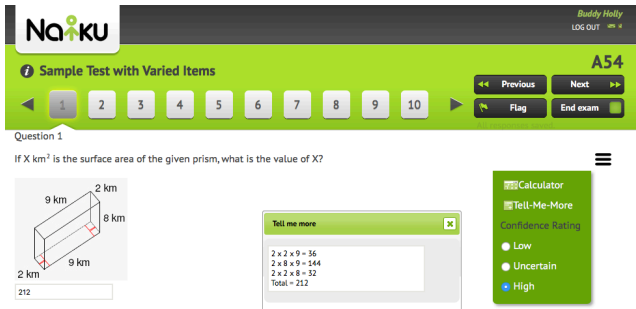 Naiku
Buddy Holly
LOG OUT
A54
Sample Test with Varied Items
Previous
Next
1 2 3 4 5 6 7 8 9 10
Flag
End exam
Question 1
If X km² is the surface area of the given prism, what is the value of X?
2 km
9 km
8 km
9 km
2 km
212
Tell me more
2 x 2 x 9 = 36
2 x 8 x 9 = 144
2 x 2 x 8 = 32
Total = 212
Calculator
Tell-Me-More
Confidence Rating
Low
Uncertain
High